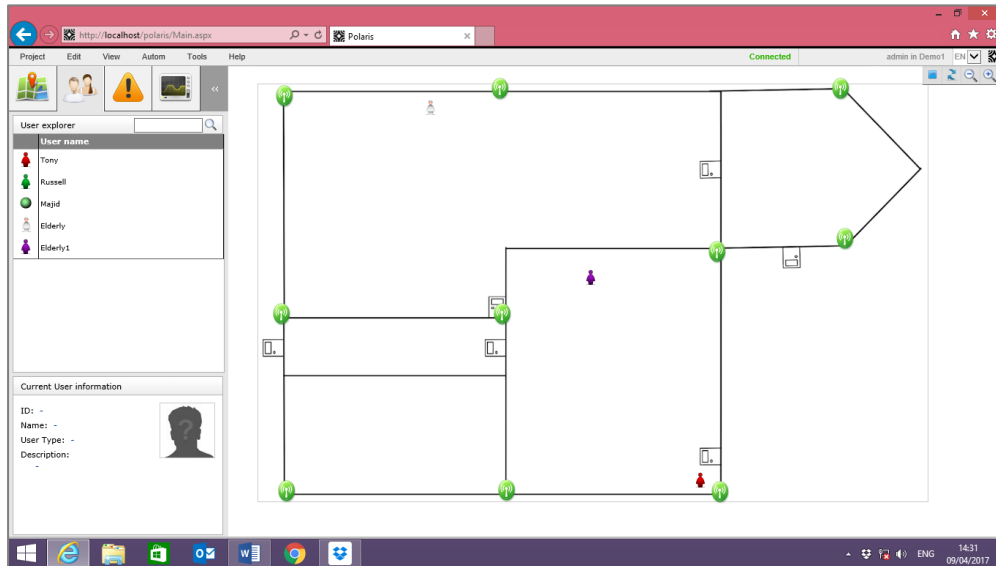 http://localhost/polaris/Main.aspx
Polaris
Project Edit View Autom Tools Help
Connected
admin in Demo1
EN
User explorer
User name
Tony
Russell
Majid
Elderly
Elderly1
Current User information
ID: -
Name: -
User Type: -
Description:
-
ENG
14:31
09/04/2017